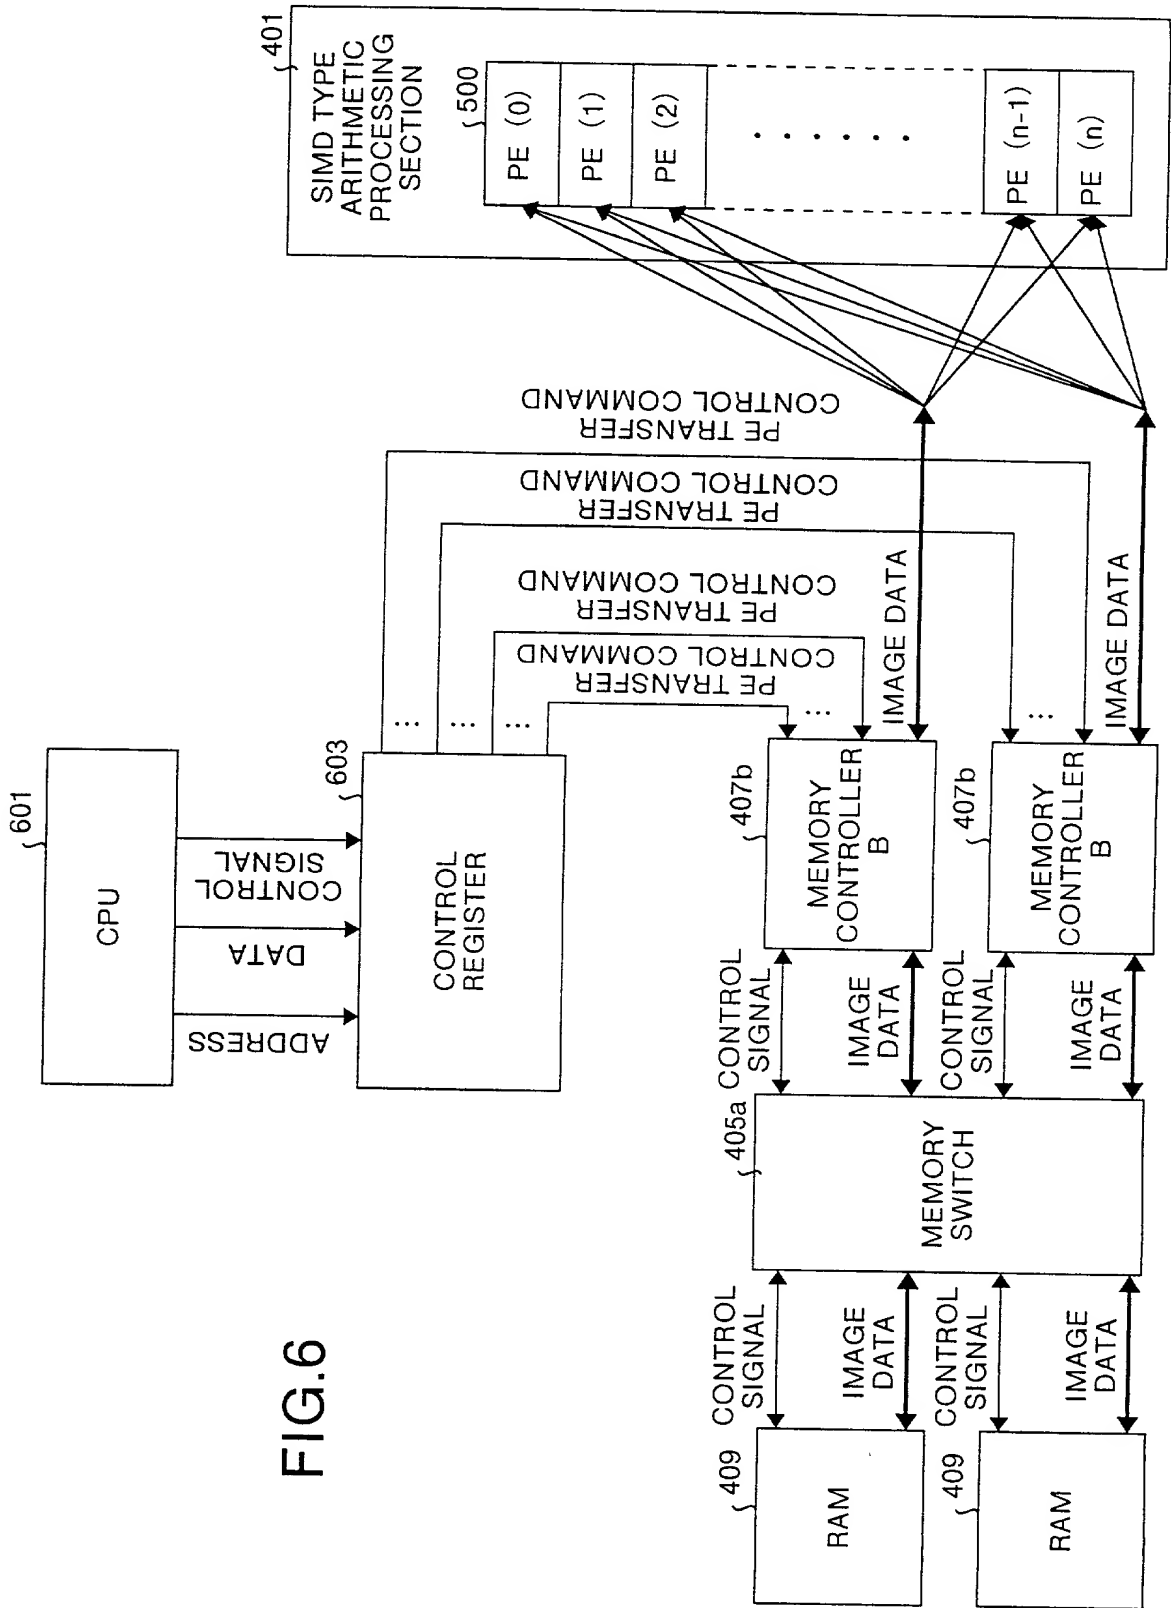 FIG.6
601
CPU
ADDRESS
DATA
CONTROL
SIGNAL
603
CONTROL
REGISTER
...
...
...
PE TRANSFER
CONTROL COMMAND
PE TRANSFER
CONTROL COMMAND
PE TRANSFER
CONTROL COMMAND
PE TRANSFER
CONTROL COMMAND
401
SIMD TYPE
ARITHMETIC
PROCESSING
SECTION
500
PE (0)
PE (1)
PE (2)
.......
PE (n-1)
PE (n)
409
RAM
CONTROL
SIGNAL
IMAGE
DATA
409
RAM
CONTROL
SIGNAL
IMAGE
DATA
405a
MEMORY
SWITCH
CONTROL
SIGNAL
IMAGE
DATA
CONTROL
SIGNAL
IMAGE
DATA
407b
MEMORY
CONTROLLER
B
...
IMAGE DATA
407b
MEMORY
CONTROLLER
B
...
IMAGE DATA